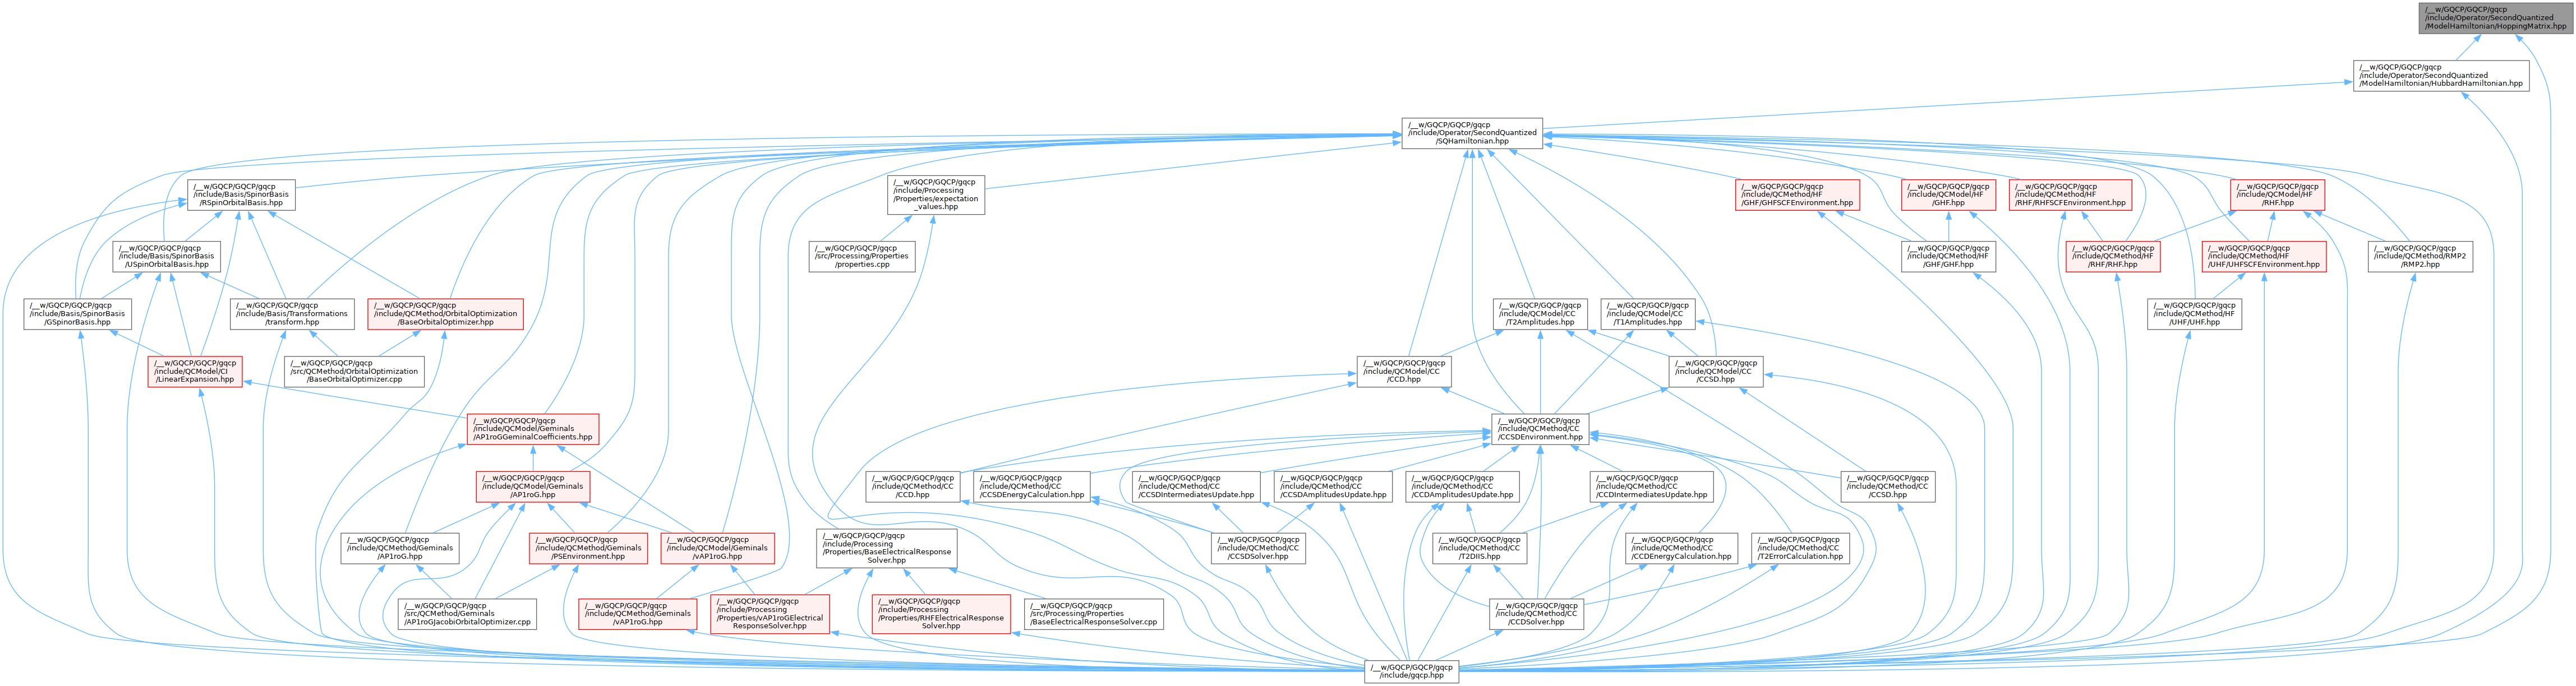 /__w/GQCP/GQCP/gqcp
/include/Operator/SecondQuantized
/ModelHamiltonian/HoppingMatrix.hpp
/__w/GQCP/GQCP/gqcp
/include/Operator/SecondQuantized
/ModelHamiltonian/HubbardHamiltonian.hpp
/__w/GQCP/GQCP/gqcp
/include/Operator/SecondQuantized
/SQHamiltonian.hpp
/__w/GQCP/GQCP/gqcp
/include/Basis/SpinorBasis
/RSpinOrbitalBasis.hpp
/__w/GQCP/GQCP/gqcp
/include/Processing
/Properties/expectation
_values.hpp
/__w/GQCP/GQCP/gqcp
/include/QCMethod/HF
/GHF/GHFSCFEnvironment.hpp
/__w/GQCP/GQCP/gqcp
/include/QCModel/HF
/GHF.hpp
/__w/GQCP/GQCP/gqcp
/include/QCMethod/HF
/RHF/RHFSCFEnvironment.hpp
/__w/GQCP/GQCP/gqcp
/include/QCModel/HF
/RHF.hpp
/__w/GQCP/GQCP/gqcp
/include/Basis/SpinorBasis
/USpinOrbitalBasis.hpp
/__w/GQCP/GQCP/gqcp
/src/Processing/Properties
/properties.cpp
/__w/GQCP/GQCP/gqcp
/include/QCMethod/HF
/GHF/GHF.hpp
/__w/GQCP/GQCP/gqcp
/include/QCMethod/HF
/RHF/RHF.hpp
/__w/GQCP/GQCP/gqcp
/include/QCMethod/HF
/UHF/UHFSCFEnvironment.hpp
/__w/GQCP/GQCP/gqcp
/include/QCMethod/RMP2
/RMP2.hpp
/__w/GQCP/GQCP/gqcp
/include/Basis/SpinorBasis
/GSpinorBasis.hpp
/__w/GQCP/GQCP/gqcp
/include/Basis/Transformations
/transform.hpp
/__w/GQCP/GQCP/gqcp
/include/QCMethod/OrbitalOptimization
/BaseOrbitalOptimizer.hpp
/__w/GQCP/GQCP/gqcp
/include/QCModel/CC
/T2Amplitudes.hpp
/__w/GQCP/GQCP/gqcp
/include/QCModel/CC
/T1Amplitudes.hpp
/__w/GQCP/GQCP/gqcp
/include/QCMethod/HF
/UHF/UHF.hpp
/__w/GQCP/GQCP/gqcp
/include/QCModel/CI
/LinearExpansion.hpp
/__w/GQCP/GQCP/gqcp
/src/QCMethod/OrbitalOptimization
/BaseOrbitalOptimizer.cpp
/__w/GQCP/GQCP/gqcp
/include/QCModel/CC
/CCD.hpp
/__w/GQCP/GQCP/gqcp
/include/QCModel/CC
/CCSD.hpp
/__w/GQCP/GQCP/gqcp
/include/QCModel/Geminals
/AP1roGGeminalCoefficients.hpp
/__w/GQCP/GQCP/gqcp
/include/QCMethod/CC
/CCSDEnvironment.hpp
/__w/GQCP/GQCP/gqcp
/include/QCModel/Geminals
/AP1roG.hpp
/__w/GQCP/GQCP/gqcp
/include/QCMethod/CC
/CCD.hpp
/__w/GQCP/GQCP/gqcp
/include/QCMethod/CC
/CCSDEnergyCalculation.hpp
/__w/GQCP/GQCP/gqcp
/include/QCMethod/CC
/CCSDIntermediatesUpdate.hpp
/__w/GQCP/GQCP/gqcp
/include/QCMethod/CC
/CCSDAmplitudesUpdate.hpp
/__w/GQCP/GQCP/gqcp
/include/QCMethod/CC
/CCDAmplitudesUpdate.hpp
/__w/GQCP/GQCP/gqcp
/include/QCMethod/CC
/CCDIntermediatesUpdate.hpp
/__w/GQCP/GQCP/gqcp
/include/QCMethod/CC
/CCSD.hpp
/__w/GQCP/GQCP/gqcp
/include/QCMethod/Geminals
/AP1roG.hpp
/__w/GQCP/GQCP/gqcp
/include/QCMethod/Geminals
/PSEnvironment.hpp
/__w/GQCP/GQCP/gqcp
/include/QCModel/Geminals
/vAP1roG.hpp
/__w/GQCP/GQCP/gqcp
/include/Processing
/Properties/BaseElectricalResponse
Solver.hpp
/__w/GQCP/GQCP/gqcp
/include/QCMethod/CC
/CCSDSolver.hpp
/__w/GQCP/GQCP/gqcp
/include/QCMethod/CC
/T2DIIS.hpp
/__w/GQCP/GQCP/gqcp
/include/QCMethod/CC
/CCDEnergyCalculation.hpp
/__w/GQCP/GQCP/gqcp
/include/QCMethod/CC
/T2ErrorCalculation.hpp
/__w/GQCP/GQCP/gqcp
/src/QCMethod/Geminals
/AP1roGJacobiOrbitalOptimizer.cpp
/__w/GQCP/GQCP/gqcp
/include/QCMethod/Geminals
/vAP1roG.hpp
/__w/GQCP/GQCP/gqcp
/include/Processing
/Properties/vAP1roGElectrical
ResponseSolver.hpp
/__w/GQCP/GQCP/gqcp
/include/Processing
/Properties/RHFElectricalResponse
Solver.hpp
/__w/GQCP/GQCP/gqcp
/src/Processing/Properties
/BaseElectricalResponseSolver.cpp
/__w/GQCP/GQCP/gqcp
/include/QCMethod/CC
/CCDSolver.hpp
/__w/GQCP/GQCP/gqcp
/include/gqcp.hpp